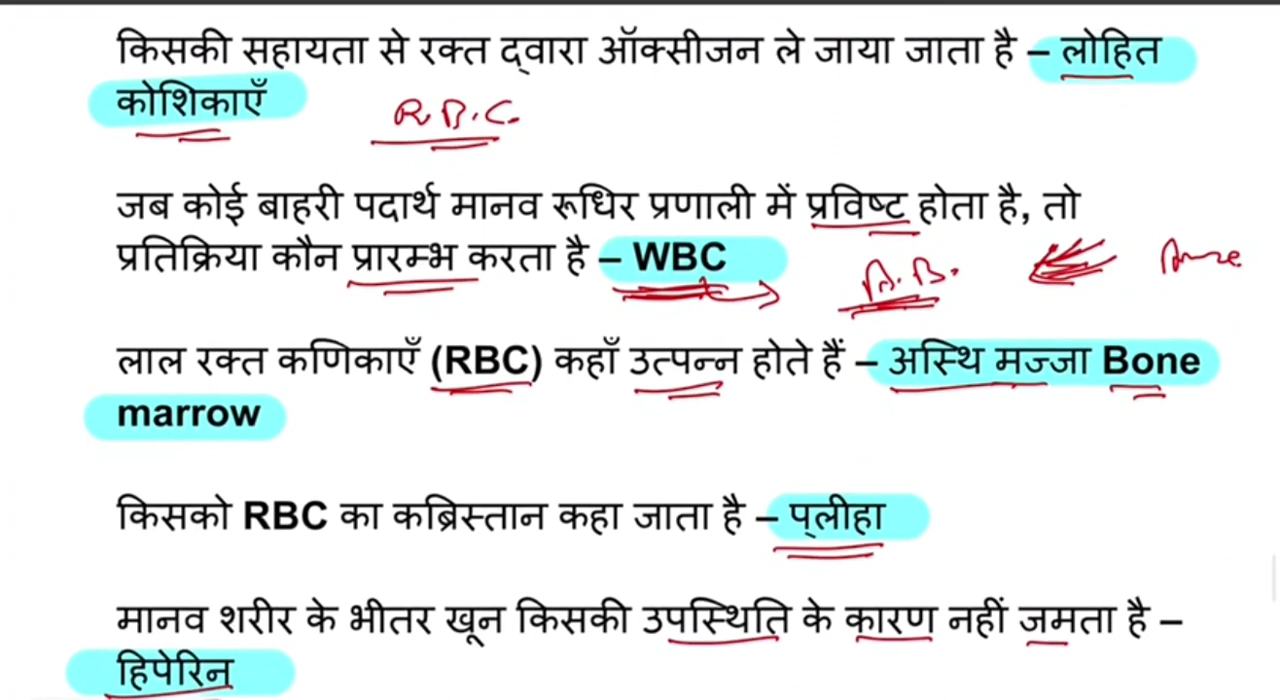 किसकी सहायता से रक्त द्वारा ऑक्सीजन ले जाया जाता है – लोहित
कोशिकाएँ
R.B.C.
जब कोई बाहरी पदार्थ मानव रूधिर प्रणाली में प्रविष्ट होता है, तो
प्रतिक्रिया कौन प्रारम्भ करता है – WBC
A.B.
लाल रक्त कणिकाएँ (RBC) कहाँ उत्पन्न होते हैं – अस्थि मज्जा Bone
marrow
किसको RBC का कब्रिस्तान कहा जाता है – प्लीहा
मानव शरीर के भीतर खून किसकी उपस्थिति के कारण नहीं जमता है –
हिपेरिन